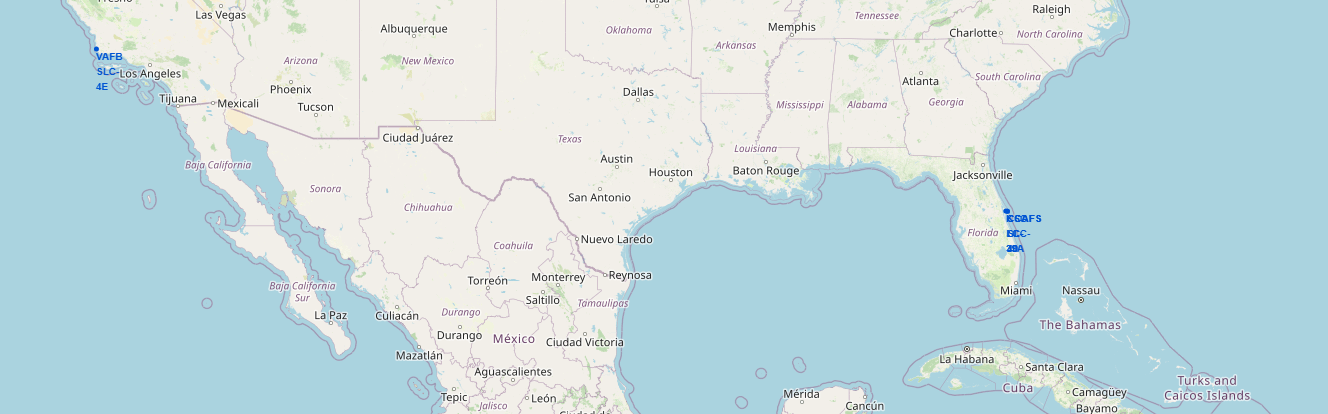 Las Vegas
Raleigh
Albuquerque
Memphis
Tennessee
Oklahoma
Charlotte
North Carolina
Arkansas
VAFB
SLC-
4E
Arizona
New Mexico
Los Angeles
Phoenix
Atlanta
South Carolina
Dallas
Tijuana
Mexicali
Tucson
Mississippi
Alabama
Georgia
Ciudad Juárez
Texas
Louisiana
Austin
Baja California
Houston
Baton Rouge
Jacksonville
Sonora
San Antonio
Chihuahua
Florida
Nuevo Laredo
Coahuila
Reynosa
Torreón
Monterrey
Baja California
Sur
Miami
Nassau
Saltillo
Tamaulipas
La Paz
Culiacán
Durango
The Bahamas
Durango
México
Ciudad Victoria
Mazatlán
La Habana
Santa Clara
Aguascalientes
Cuba
Turks and
Caicos Islands
Tepic
León
Mérida
Camagüey
Jalisco
Cancún
Bayamo